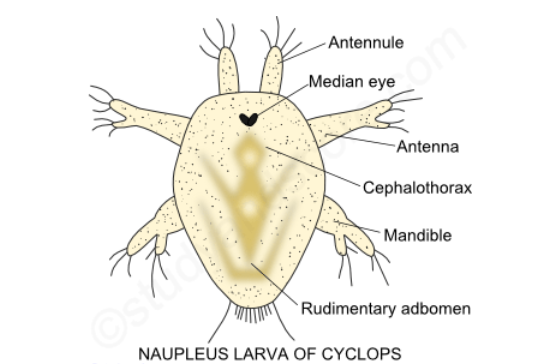 Antennule
Median eye
Antenna
Cephalothorax
Mandible
Rudimentary adbomen
NAUPLEUS LARVA OF CYCLOPS